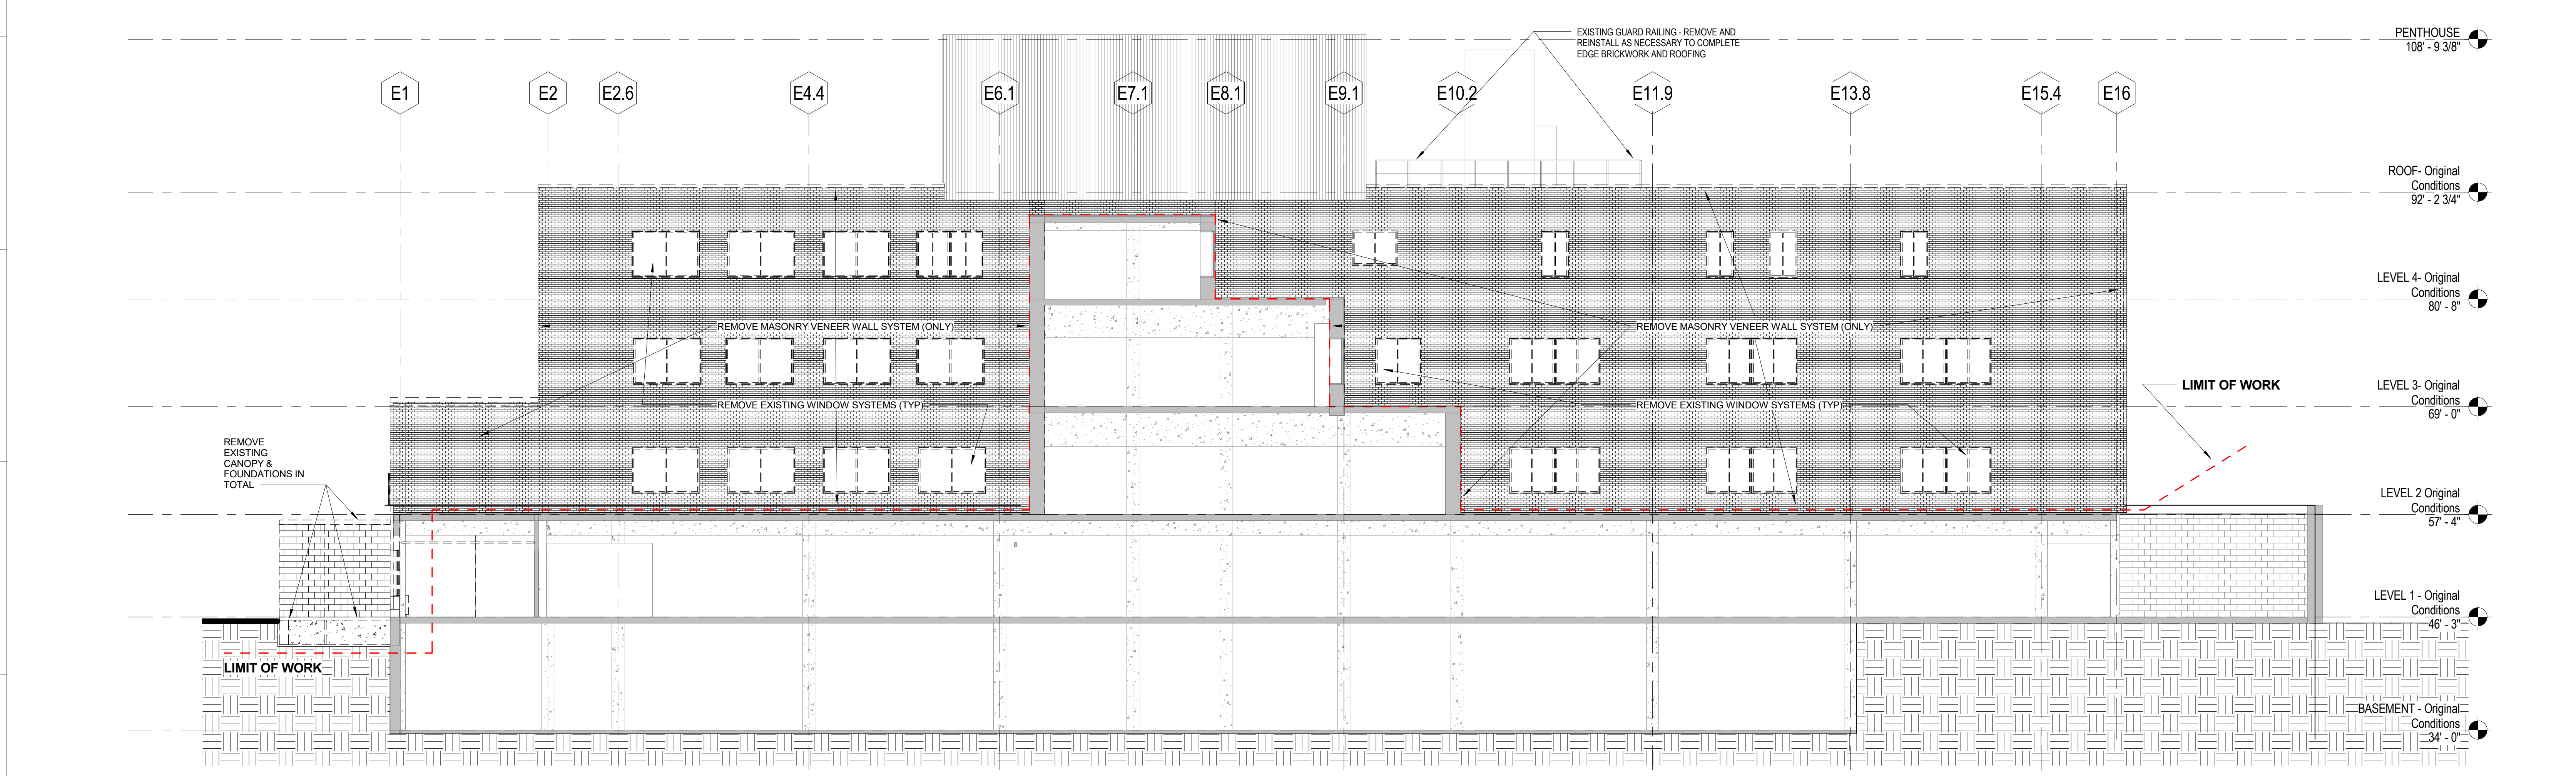 EXISTING GUARD RAILING - REMOVE AND
REINSTALL AS NECESSARY TO COMPLETE
EDGE BRICKWORK AND ROOFING
PENTHOUSE
108' - 9 3/8"
E1
E2
E2.6
E4.4
E6.1
E7.1
E8.1
E9.1
E10.2
E11.9
E13.8
E15.4
E16
ROOF- Original
Conditions
92' - 2 3/4"
LEVEL 4- Original
Conditions
80' - 8"
REMOVE MASONRY VENEER WALL SYSTEM (ONLY)
REMOVE MASONRY VENEER WALL SYSTEM (ONLY)
LIMIT OF WORK
LEVEL 3- Original
Conditions
69' - 0"
REMOVE EXISTING WINDOW SYSTEMS (TYP)
REMOVE EXISTING WINDOW SYSTEMS (TYP)
REMOVE
EXISTING
CANOPY &
FOUNDATIONS IN
TOTAL
LEVEL 2 Original
Conditions
57' - 4"
LEVEL 1 - Original
Conditions
46' - 3"
LIMIT OF WORK
BASEMENT - Original
Conditions
34' - 0"